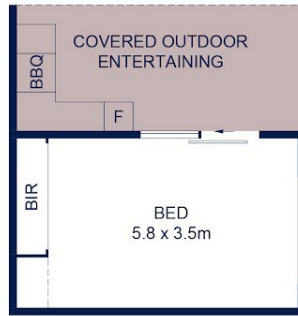 COVERED OUTDOOR
ENTERTAINING
BBQ
F
BIR
BED
5.8 x 3.5m